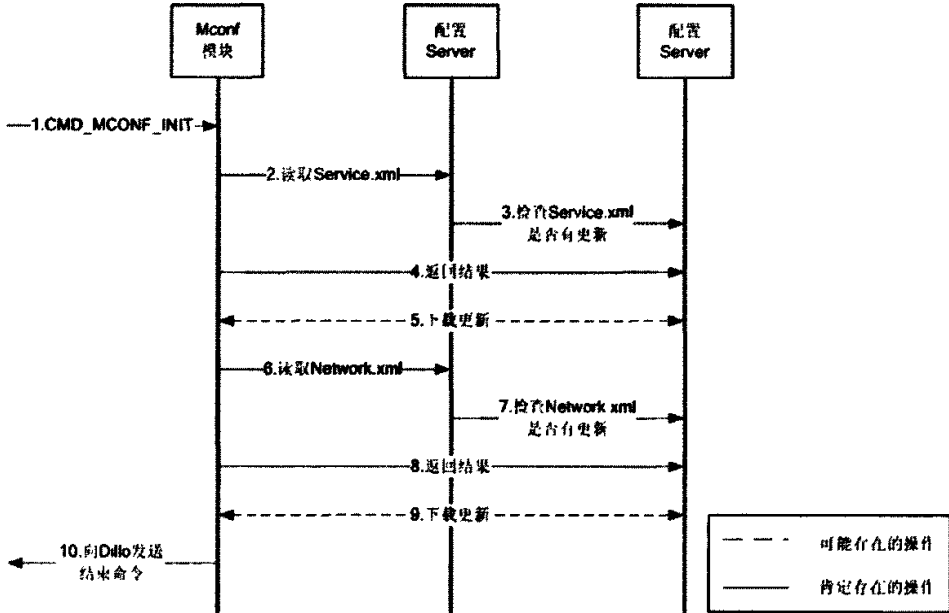 Mconf
模块
配置
Server
配置
Server
1.CMD_MCONF_INIT
2.读取Service.xml
3.检查Service.xml
是否有更新
4.返回结果
5.下载更新
6.读取Network.xml
7.检查Network.xml
是否有更新
8.返回结果
9.下载更新
10.向Dillo发送
结束命令
可能存在的操作
肯定存在的操作